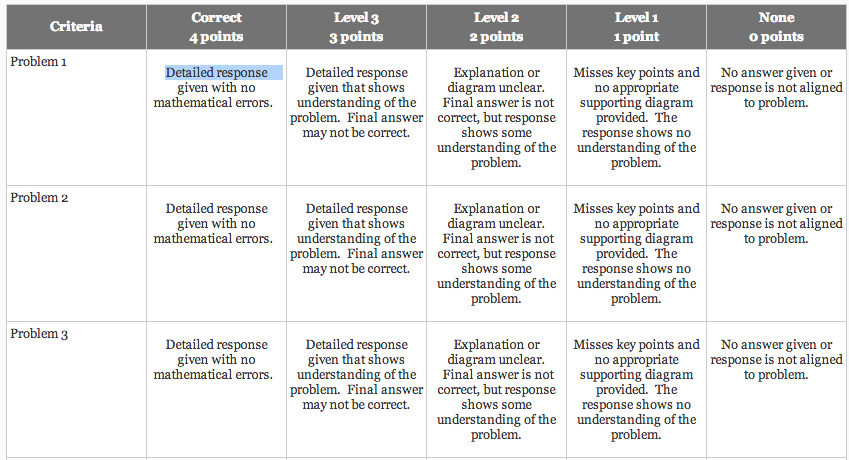 Criteria
Correct
4 points
Level 3
3 points
Level 2
2 points
Level 1
1 point
None
0 points
Problem 1
Detailed response
given with no
mathematical errors.
Detailed response
given that shows
understanding of the
problem.  Final answer
may not be correct.
Explanation or
diagram unclear.
Final answer is not
correct, but response
shows some
understanding of the
problem.
Misses key points and
no appropriate
supporting diagram
provided.  The
response shows no
understanding of the
problem.
No answer given or
response is not aligned
to problem.
Problem 2
Detailed response
given with no
mathematical errors.
Detailed response
given that shows
understanding of the
problem.  Final answer
may not be correct.
Explanation or
diagram unclear.
Final answer is not
correct, but response
shows some
understanding of the
problem.
Misses key points and
no appropriate
supporting diagram
provided.  The
response shows no
understanding of the
problem.
No answer given or
response is not aligned
to problem.
Problem 3
Detailed response
given with no
mathematical errors.
Detailed response
given that shows
understanding of the
problem.  Final answer
may not be correct.
Explanation or
diagram unclear.
Final answer is not
correct, but response
shows some
understanding of the
problem.
Misses key points and
no appropriate
supporting diagram
provided.  The
response shows no
understanding of the
problem.
No answer given or
response is not aligned
to problem.